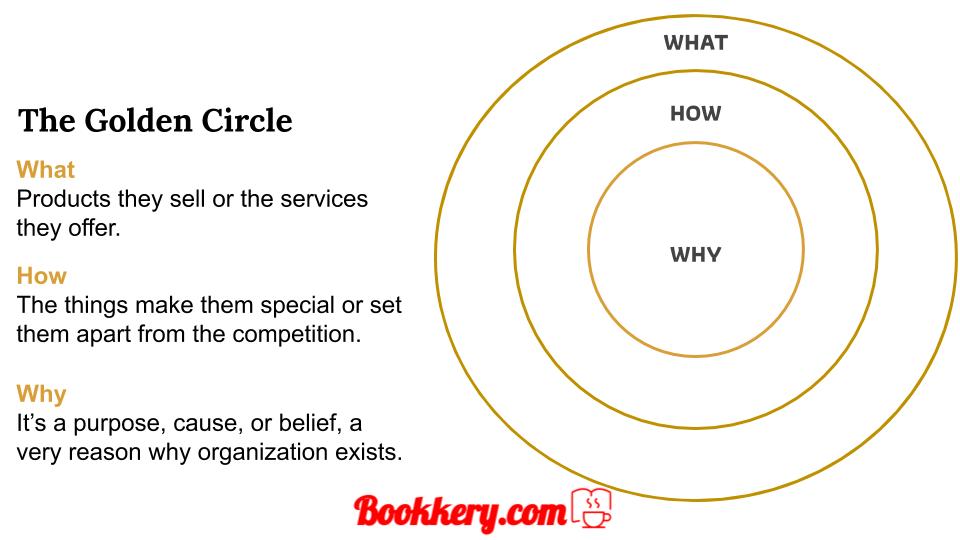 The Golden Circle
What
Products they sell or the services
they offer.
How
The things make them special or set
them apart from the competition.
Why
It’s a purpose, cause, or belief, a
very reason why organization exists.
WHAT
HOW
WHY
Bookkery.com